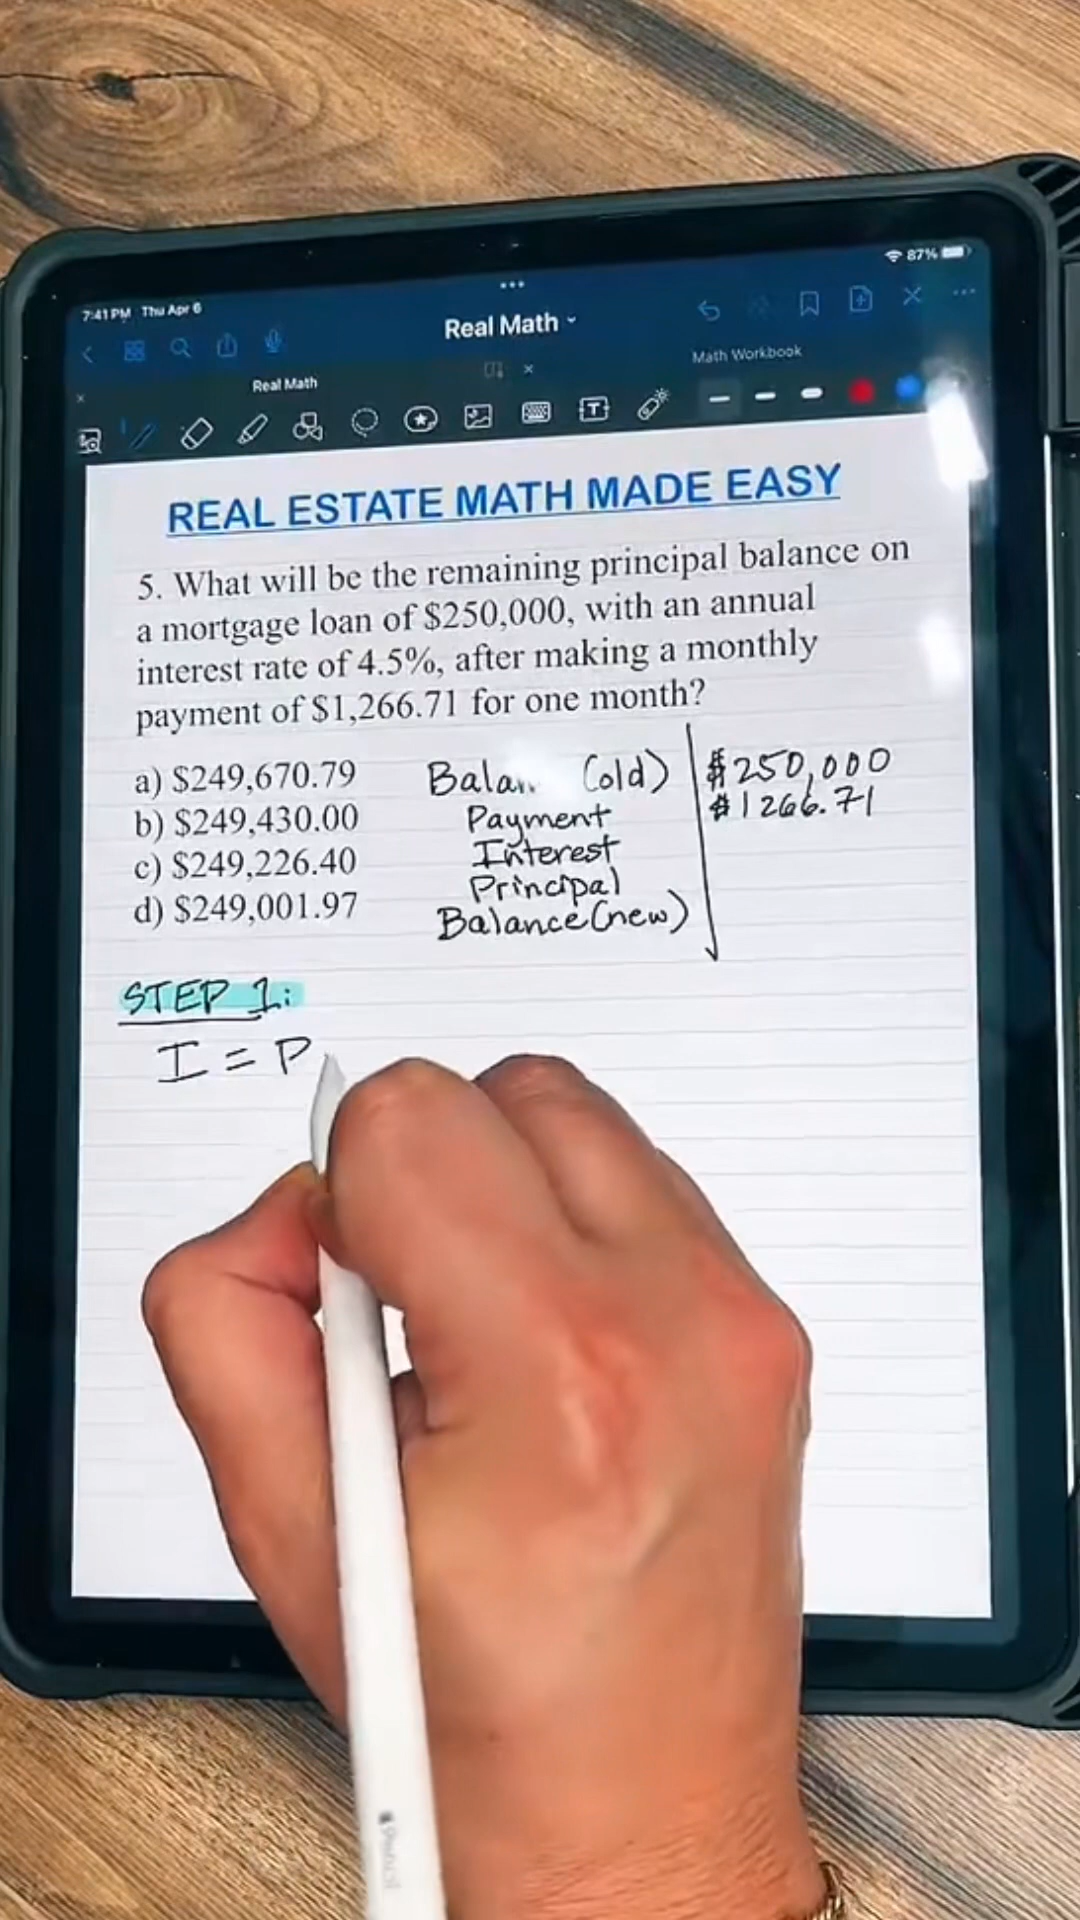 7:41 PM Thu Apr 6
87%
Real Math
Real Math
Math Workbook
T
REAL ESTATE MATH MADE EASY
5. What will be the remaining principal balance on
a mortgage loan of $250,000, with an annual
interest rate of 4.5%, after making a monthly
payment of $1,266.71 for one month?
a) $249,670.79
b) $249,430.00
c) $249,226.40
d) $249,001.97
(old) $250,000
Payment $1266.71
Interest
Principal
Balance (new)
STEP 1:
I = P